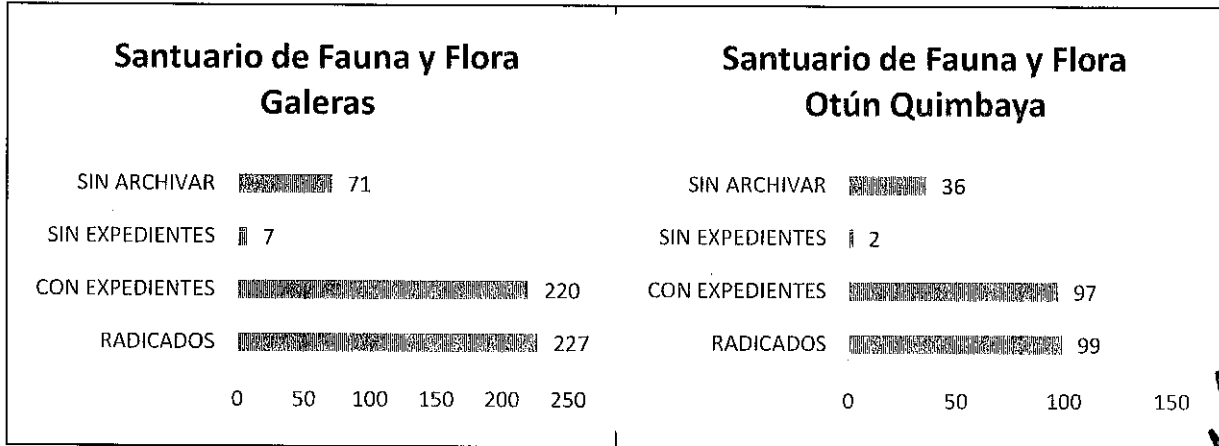 Santuario de Fauna y Flora
Galeras
SIN ARCHIVAR 71
SIN EXPEDIENTES 7
CON EXPEDIENTES 220
RADICADOS 227
0 50 100 150 200 250
Santuario de Fauna y Flora
Otún Quimbaya
SIN ARCHIVAR 36
SIN EXPEDIENTES 2
CON EXPEDIENTES 97
RADICADOS 99
0 50 100 150